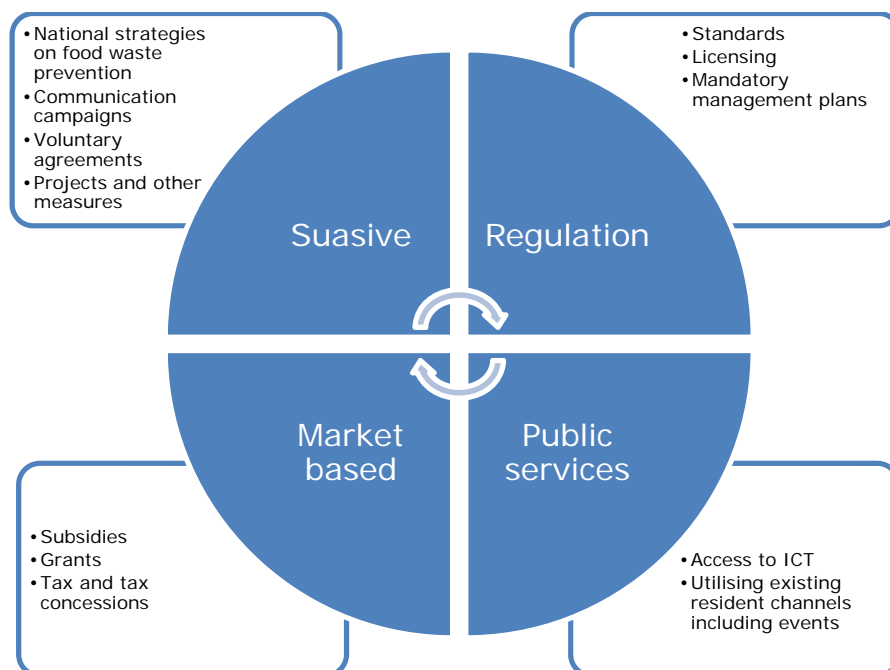 • National strategies
on food waste
prevention
• Communication
campaigns
• Voluntary
agreements
• Projects and other
measures
• Standards
• Licensing
• Mandatory
management plans
Suasive
Regulation
Market
based
Public
services
• Subsidies
• Grants
• Tax and tax
concessions
• Access to ICT
• Utilising existing
resident channels
including events